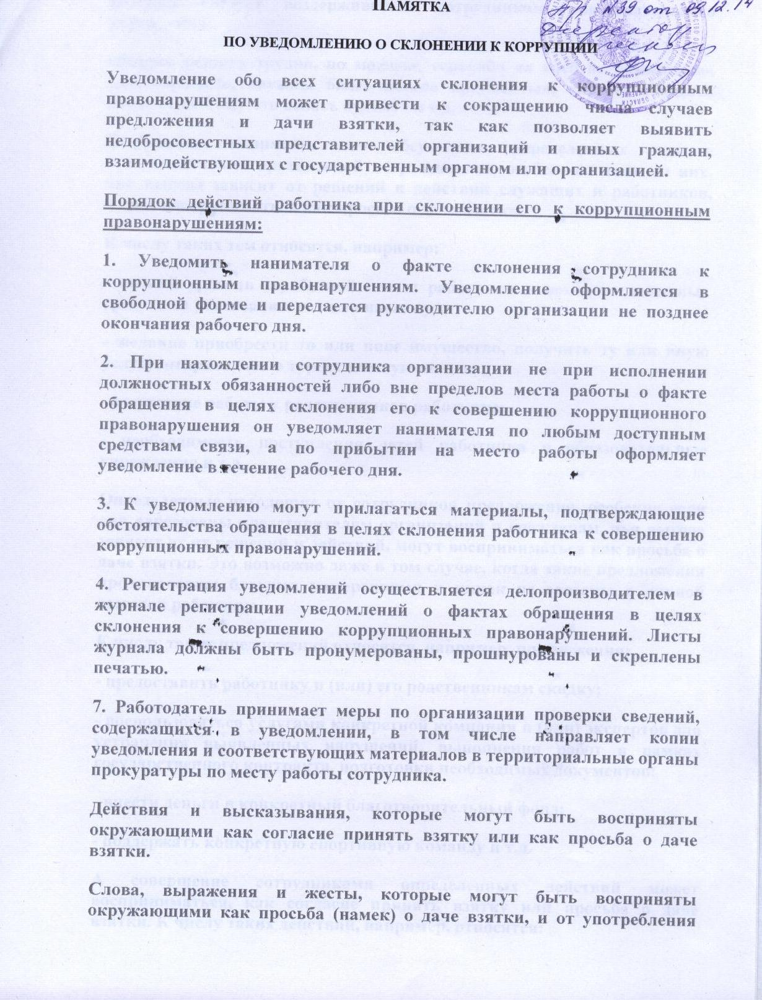 Памятка
Пр №39 от 09.12.14
Директор
ПО УВЕДОМЛЕНИЮ О СКЛОНЕНИИ К КОРРУПЦИИ
Уведомление обо всех ситуациях склонения к коррупционным
правонарушениям может привести к сокращению числа случаев
предложения и дачи взятки, так как позволяет выявить
недобросовестных представителей организаций и иных граждан,
взаимодействующих с государственным органом или организацией.
Порядок действий работника при склонении его к коррупционным
правонарушениям:
1. Уведомить нанимателя о факте склонения сотрудника к
коррупционным правонарушениям. Уведомление оформляется в
свободной форме и передается руководителю организации не позднее
окончания рабочего дня.
2. При нахождении сотрудника организации не при исполнении
должностных обязанностей либо вне пределов места работы о факте
обращения в целях склонения его к совершению коррупционного
правонарушения он уведомляет нанимателя по любым доступным
средствам связи, а по прибытии на место работы оформляет
уведомление в течение рабочего дня.
3. К уведомлению могут прилагаться материалы, подтверждающие
обстоятельства обращения в целях склонения работника к совершению
коррупционных правонарушений.
4. Регистрация уведомлений осуществляется делопроизводителем в
журнале регистрации уведомлений о фактах обращения в целях
склонения к совершению коррупционных правонарушений. Листы
журнала должны быть пронумерованы, прошнурованы и скреплены
печатью.
7. Работодатель принимает меры по организации проверки сведений,
содержащихся в уведомлении, в том числе направляет копии
уведомления и соответствующих материалов в территориальные органы
прокуратуры по месту работы сотрудника.
Действия и высказывания, которые могут быть восприняты
окружаюшими как согласие принять взятку или как просьба о даче
взятки.
Слова, выражения и жесты, которые могут быть восприняты
окружающими как просьба (намек) о даче взятки, и от употребления